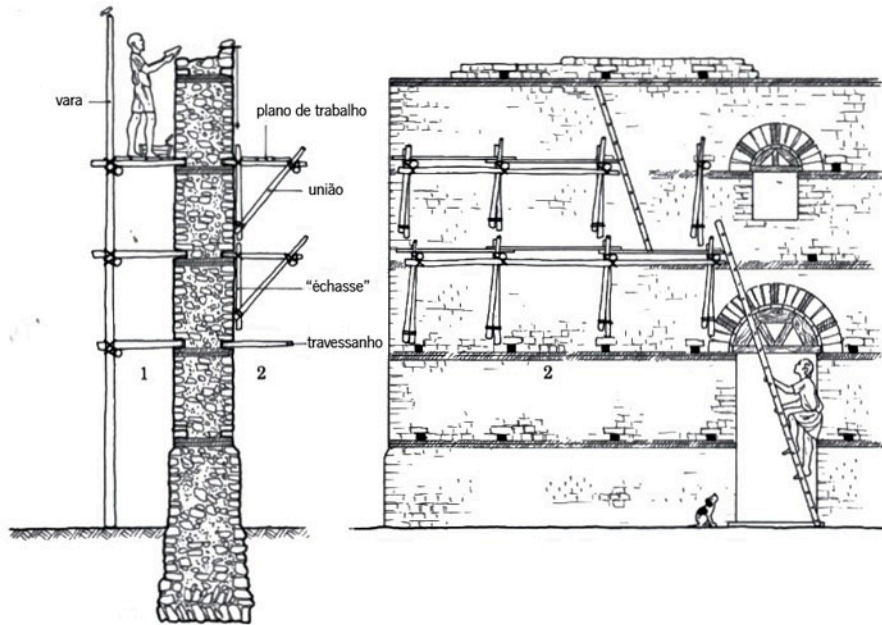 vara
plano de trabalho
união
“échasse”
travessanho
1
2
2